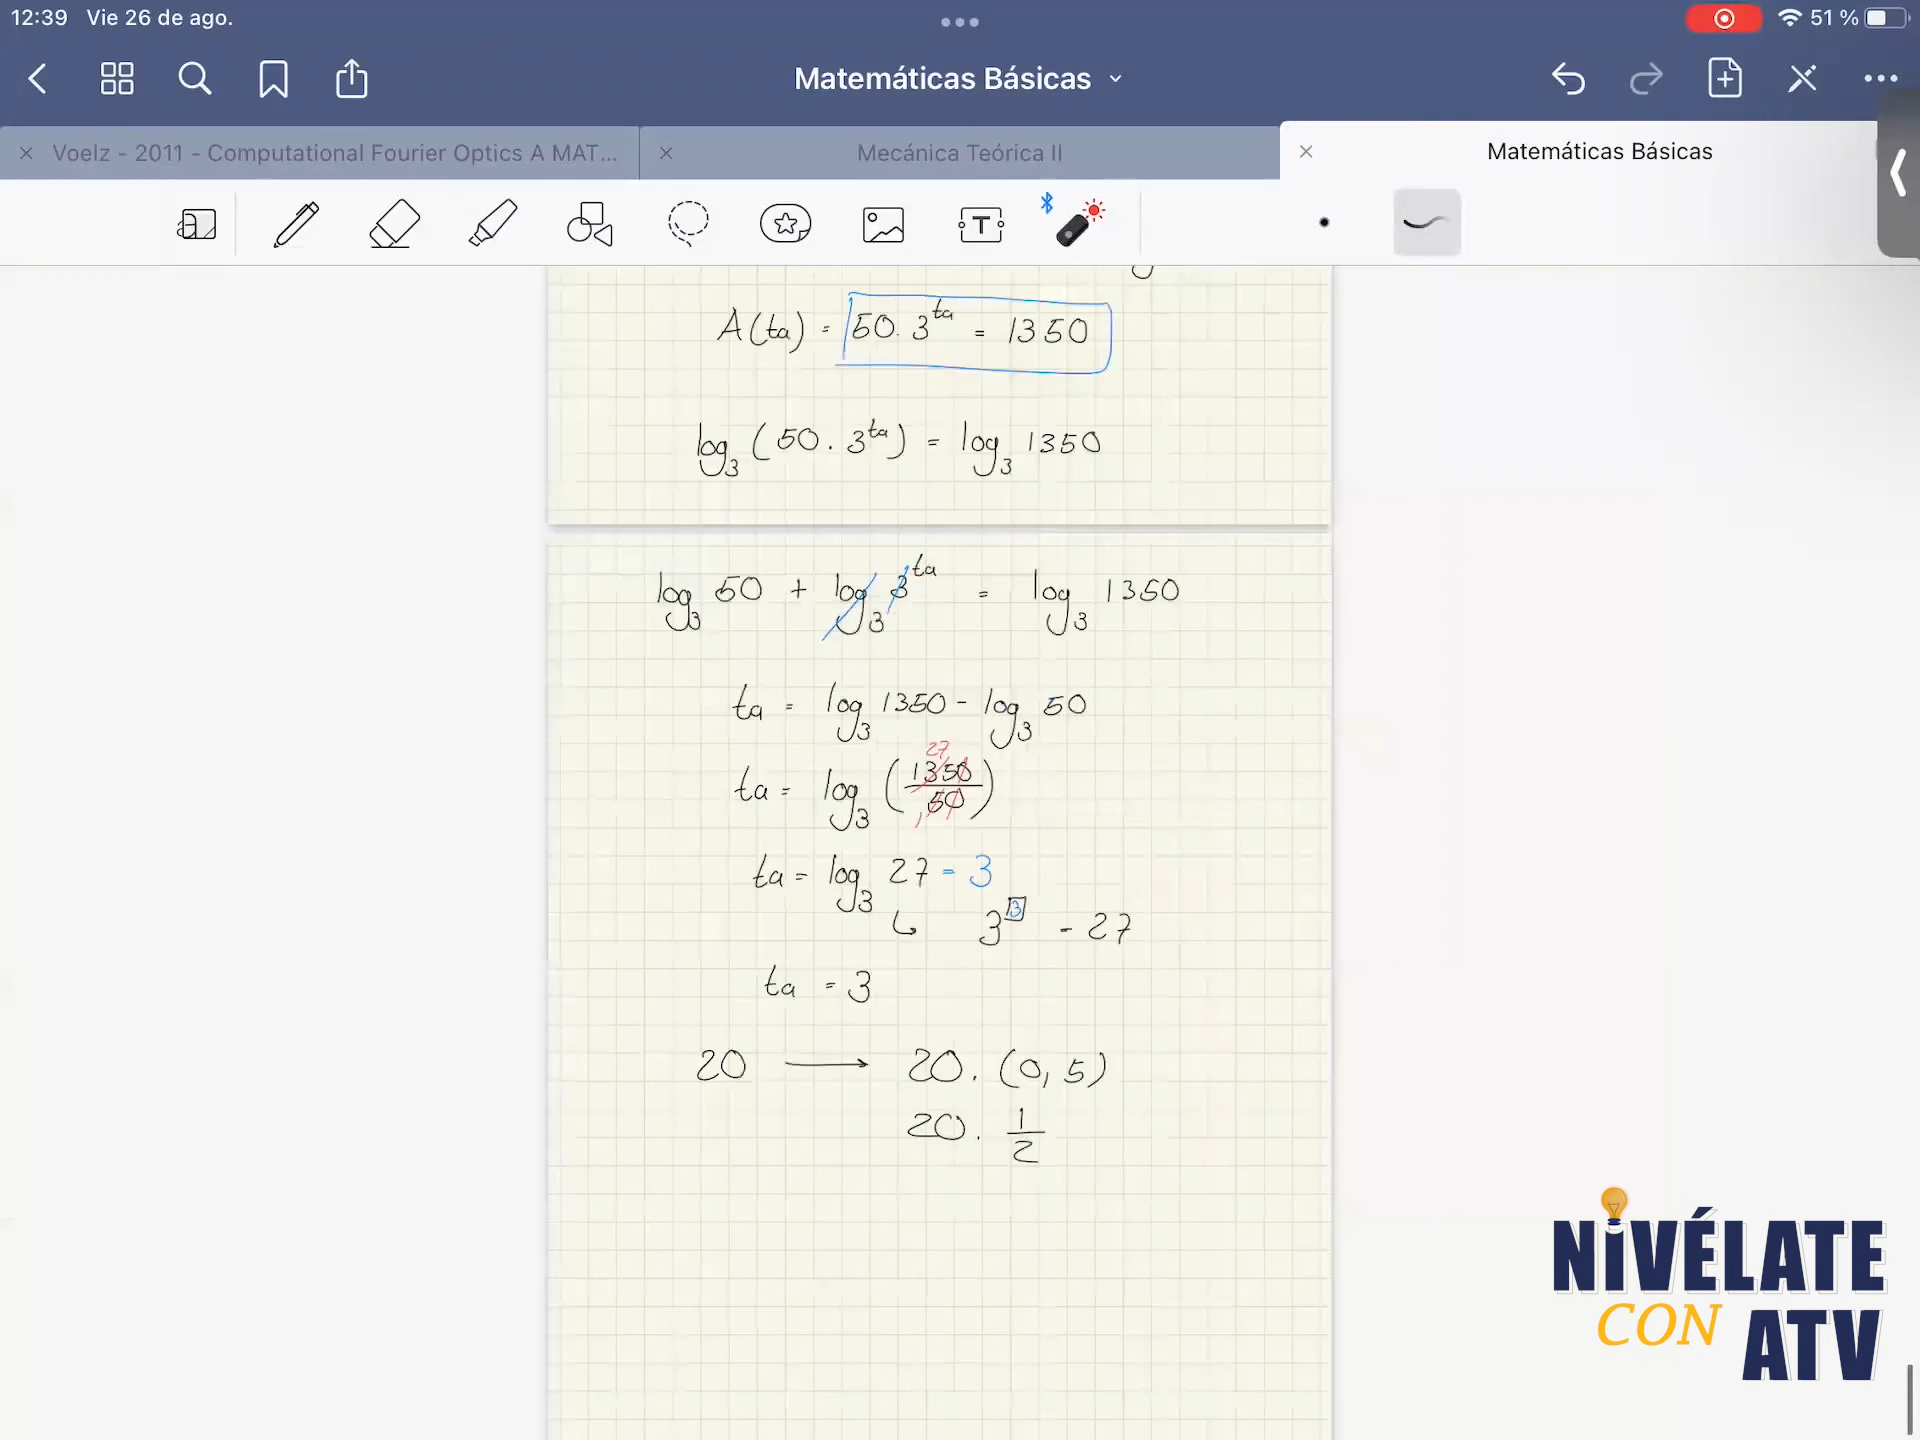 12:39 Vie 26 de ago. 51 %
Matemáticas Básicas
Voelz - 2011 - Computational Fourier Optics A MAT...
Mecánica Teórica II
Matemáticas Básicas
A(ta) = 50. 3^ta = 1350
log₃ (50. 3^ta) = log₃ 1350
log₃ 50 + log₃ 3^ta = log₃ 1350
ta = log₃ 1350 - log₃ 50
27
ta = log₃ (1350/50)
1
ta = log₃ 27 = 3
↳ 3^3 = 27
ta = 3
20 → 20. (0,5)
20. 1/2
NIVÉLATE
CON
ATV